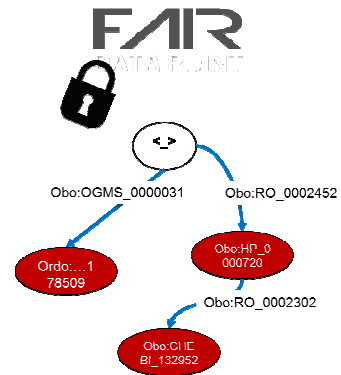 FAIR
DATA POINT
<_>
Obo:OGMS_0000031
Obo:RO_0002452
Ordo:...1
78509
Obo:HP_0
000720
Obo:RO_0002302
Obo:CHE
BI_132952